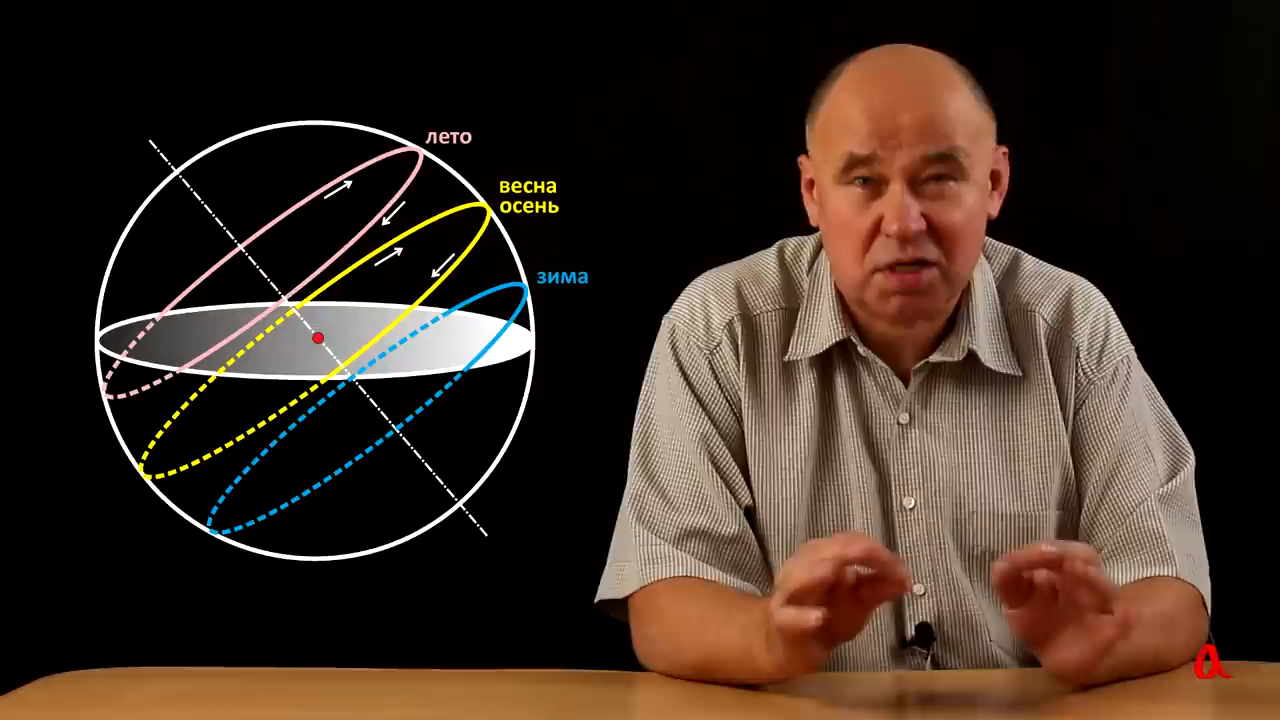 лето
весна
осень
зима